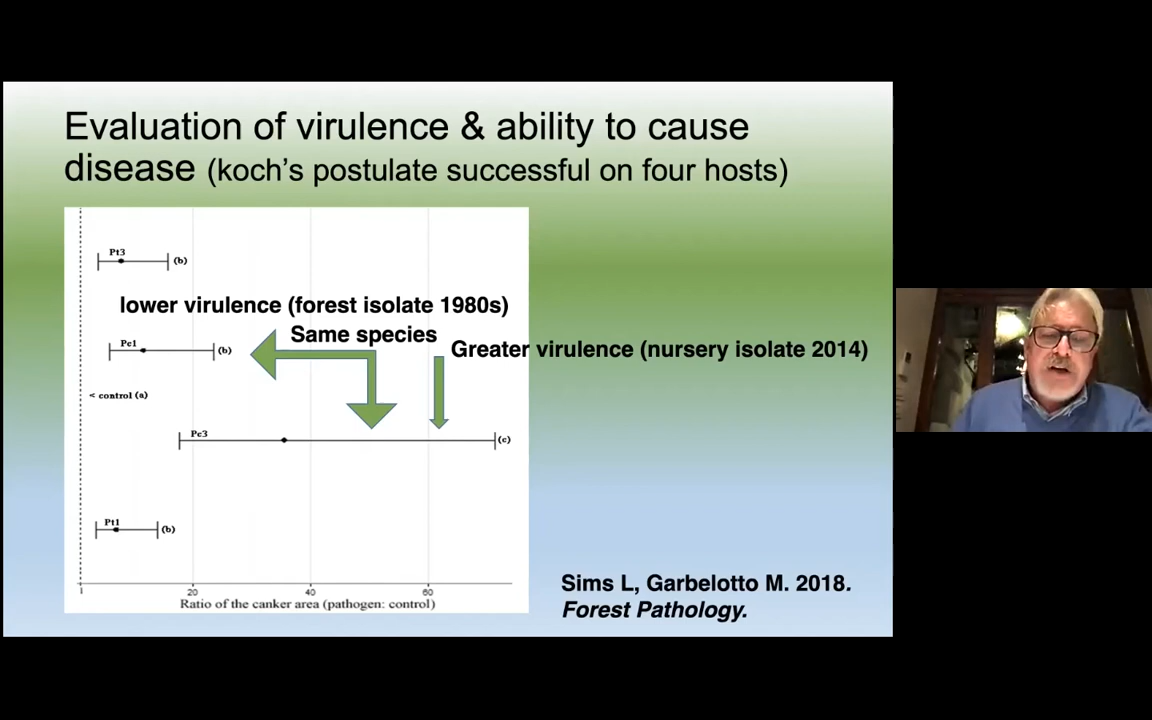 Evaluation of virulence & ability to cause
disease (koch's postulate successful on four hosts)
Pt3
(b)
lower virulence (forest isolate 1980s)
Same species
Pc1
(b)
Greater virulence (nursery isolate 2014)
< control (a)
Pc3
(c)
Pt1
(b)
1 20 40 60
Ratio of the canker area (pathogen: control)
Sims L, Garbelotto M. 2018.
Forest Pathology.